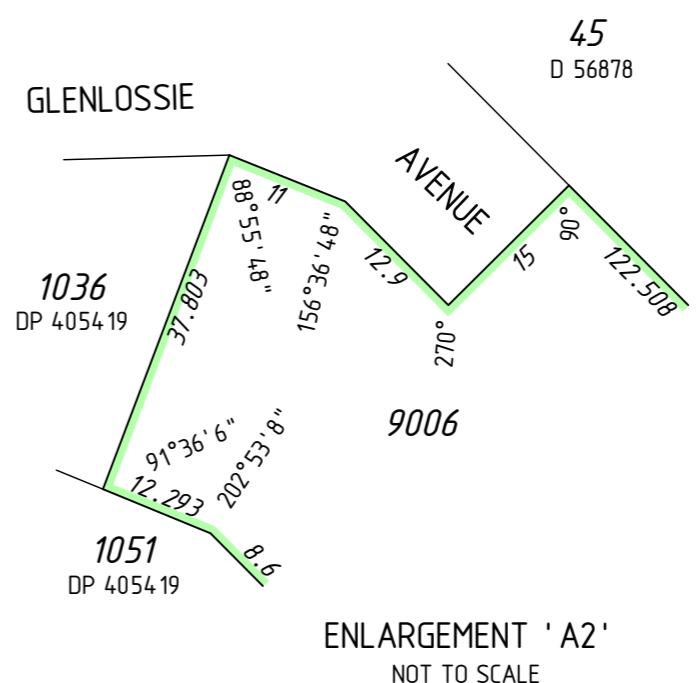 45
D 56878
GLENLOSSIE
AVENUE
88°55'48"
11
156°36'48"
12.9
15
90°
122.508
1036
DP 405419
37.803
270°
9006
91°36'6"
202°53'8"
12.293
1051
DP 405419
8.6
ENLARGEMENT 'A2'
NOT TO SCALE